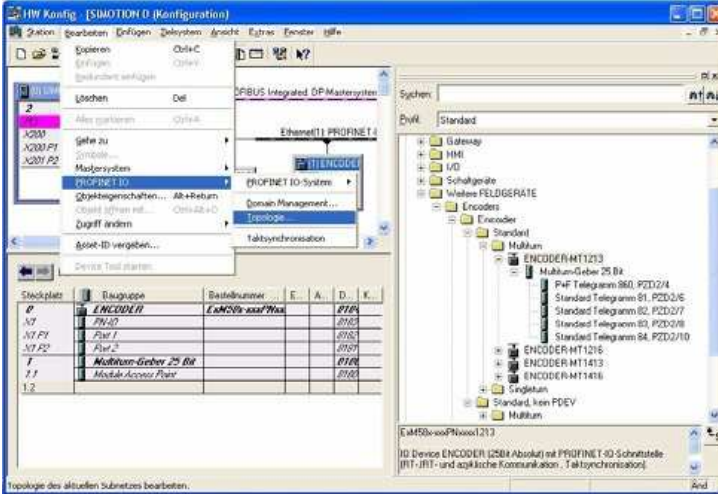 HW Konfig - [SIMOTION D (Konfiguration)
Station Bearbeiten Einfügen Zielsystem Ansicht Extras Fenster Hilfe
Kopieren Ctrl+C
Einfügen Ctrl+V
Redundant einfügen
Löschen Del
Alles markieren Ctrl+A
Gehe zu
Symbole...
Mastersystem
PROFINET IO
Objekteigenschaften... Alt+Return
Objekt öffnen mit... Ctrl+Alt+O
Zugriff ändern
Asset-ID vergeben...
Device Tool starten
PROFINET IO-System
Domain Management...
Topologie...
Taktsynchronisation
2
X200
X200 P1
X201 P2
PROFIBUS Integrated: DP-Mastersystem
Ethernet(1) PROFINET-I
(1) ENCODER
Steckplatz Baugruppe Bestellnummer ... E... A... D... K...
0 ENCODER ExM58x-xxxPNxx
X1 PN-IO
X1 P1 Port 1
X1 P2 Port 2
1 Multiturn-Geber 25 Bit
1.1 Module Access Point
1.2
Suchen:
Profil: Standard
Gateway
HMI
I/O
Schaltgeräte
Weitere FELDGERÄTE
Encoders
Encoder
Standard
Multiturn
ENCODER-MT1213
Multiturn-Geber 25 Bit
P+F Telegramm 860, PZD2/4
Standard Telegramm 81, PZD2/6
Standard Telegramm 82, PZD2/7
Standard Telegramm 83, PZD2/8
Standard Telegramm 84, PZD2/10
ENCODER-MT1216
ENCODER-MT1413
ENCODER-MT1416
Singleturn
Standard, kein PDEV
Multiturn
ExM58x-xxxPNxxxx1213
IO Device ENCODER (25Bit Absolut) mit PROFINET-IO-Schnittstelle
(RT-, IRT- und azyklische Kommunikation , Taktsynchronisation).
Topologie des aktuellen Subnetzes bearbeiten.
Änd